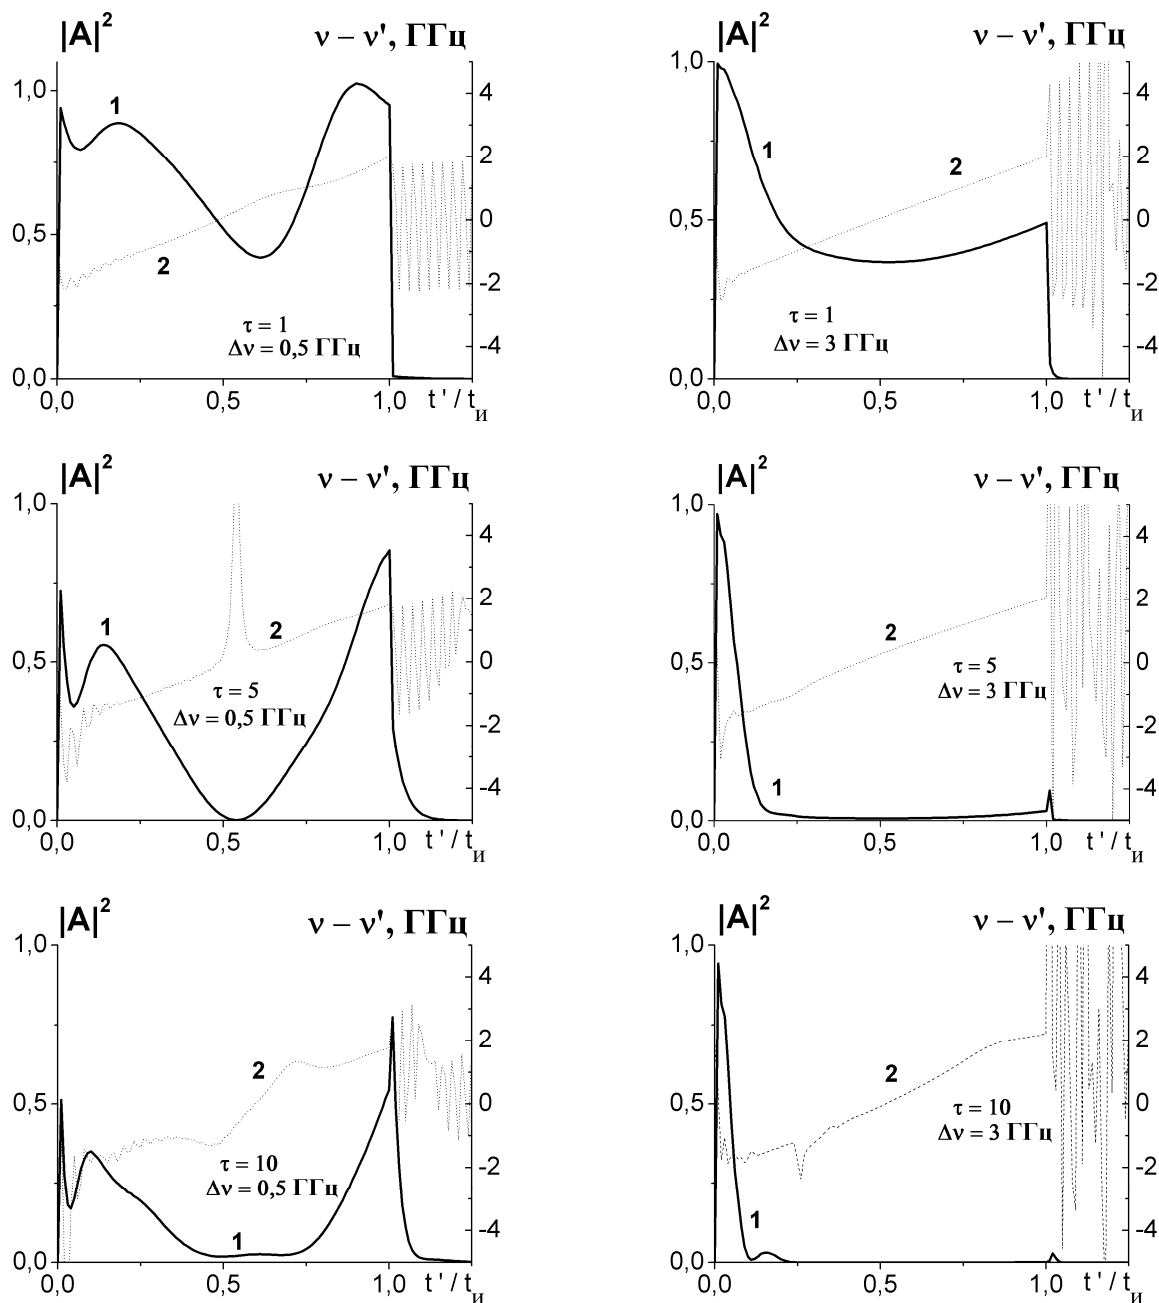 |A|² ν – ν', ГГц
1,0
0,5
0,0
4
2
0
-2
-4
1
2
τ = 1
Δν = 0,5 ГГц
0,0 0,5 1,0 t' / tи
|A|² ν – ν', ГГц
1,0
0,5
0,0
4
2
0
-2
-4
1
2
τ = 1
Δν = 3 ГГц
0,0 0,5 1,0 t' / tи
|A|² ν – ν', ГГц
1,0
0,5
0,0
4
2
0
-2
-4
1
2
τ = 5
Δν = 0,5 ГГц
0,0 0,5 1,0 t' / tи
|A|² ν – ν', ГГц
1,0
0,5
0,0
4
2
0
-2
-4
2
τ = 5
Δν = 3 ГГц
1
0,0 0,5 1,0 t' / tи
|A|² ν – ν', ГГц
1,0
0,5
0,0
4
2
0
-2
-4
2
τ = 10
Δν = 0,5 ГГц
1
0,0 0,5 1,0 t' / tи
|A|² ν – ν', ГГц
1,0
0,5
0,0
4
2
0
-2
-4
2
τ = 10
Δν = 3 ГГц
1
0,0 0,5 1,0 t' / tи